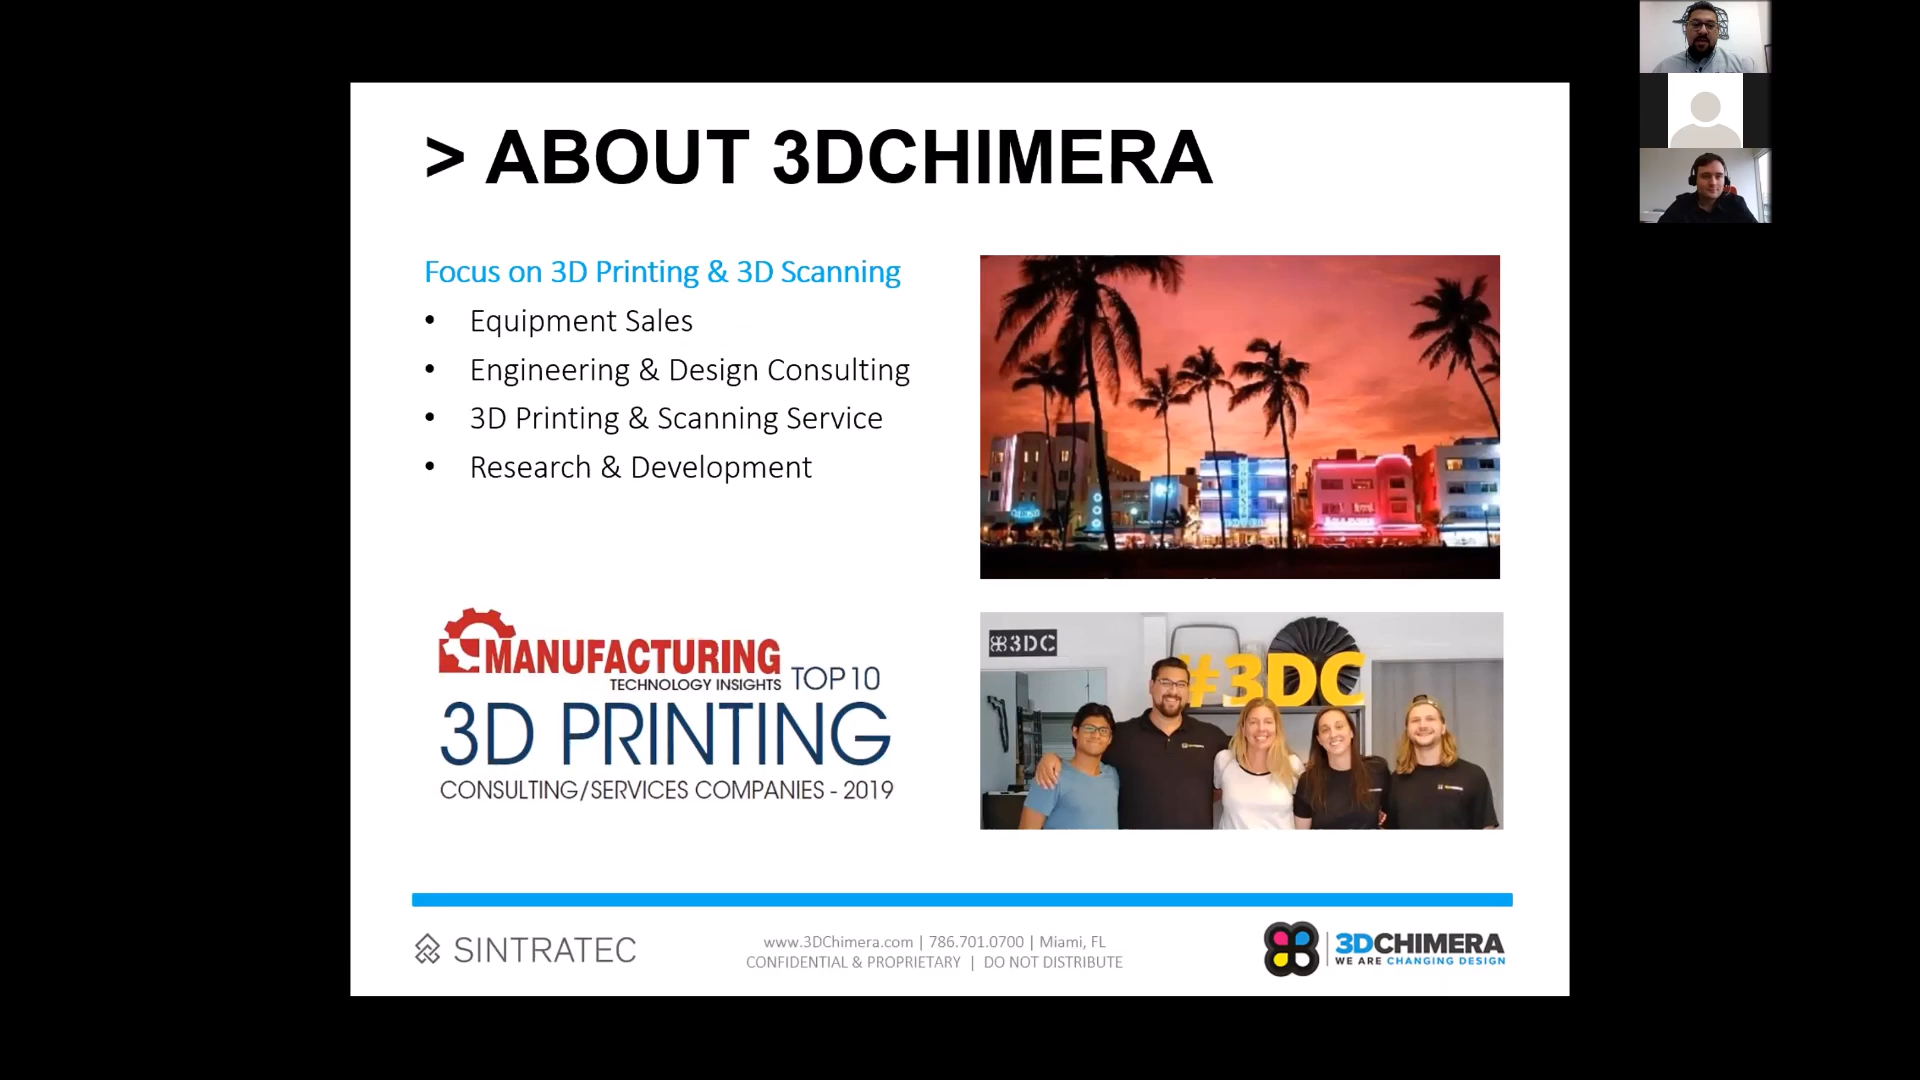 > ABOUT 3DCHIMERA
Focus on 3D Printing & 3D Scanning
• Equipment Sales
• Engineering & Design Consulting
• 3D Printing & Scanning Service
• Research & Development
MANUFACTURING
TECHNOLOGY INSIGHTS TOP 10
3D PRINTING
CONSULTING/SERVICES COMPANIES - 2019
3DC
#3DC
SINTRATEC
www.3DChimera.com | 786.701.0700 | Miami, FL
CONFIDENTIAL & PROPRIETARY | DO NOT DISTRIBUTE
3DCHIMERA
WE ARE CHANGING DESIGN